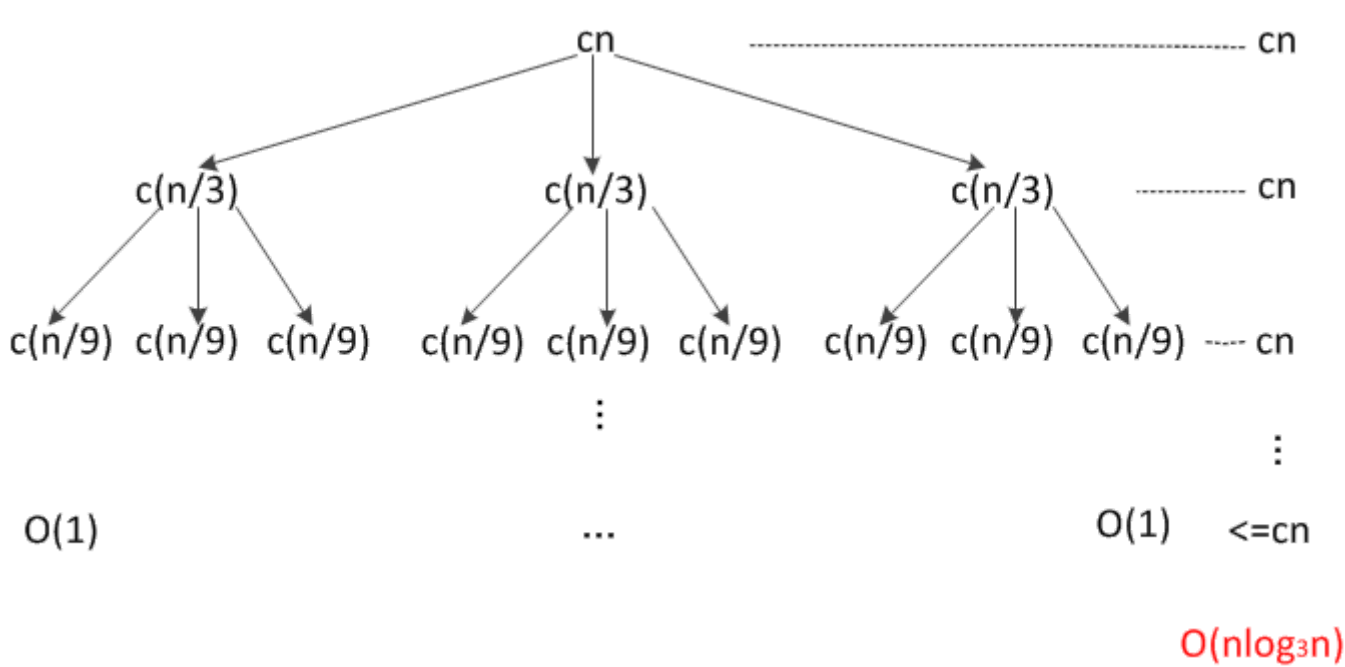 cn cn
c(n/3) c(n/3) c(n/3) cn
c(n/9) c(n/9) c(n/9) c(n/9) c(n/9) c(n/9) c(n/9) c(n/9) c(n/9) cn
O(1) ... O(1) <=cn
O(nlog₃n)